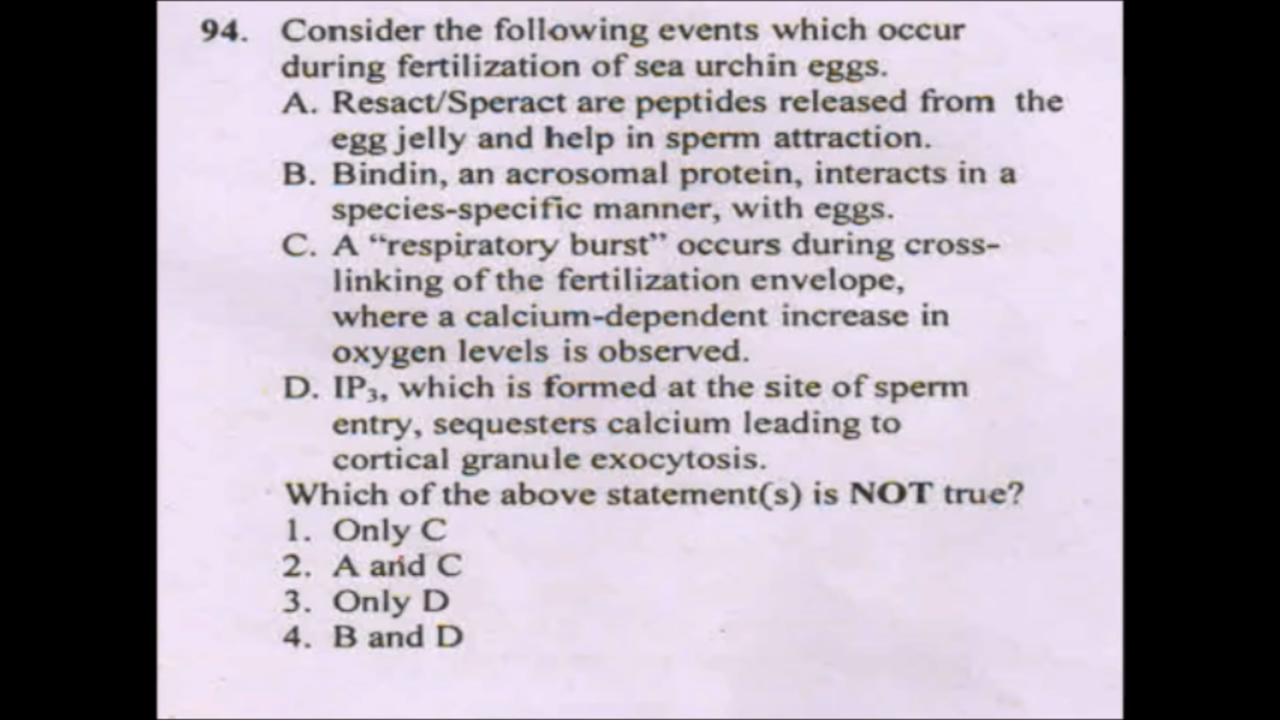 94. Consider the following events which occur
during fertilization of sea urchin eggs.
A. Resact/Speract are peptides released from the
egg jelly and help in sperm attraction.
B. Bindin, an acrosomal protein, interacts in a
species-specific manner, with eggs.
C. A “respiratory burst” occurs during cross-
linking of the fertilization envelope,
where a calcium-dependent increase in
oxygen levels is observed.
D. IP₃, which is formed at the site of sperm
entry, sequesters calcium leading to
cortical granule exocytosis.
Which of the above statement(s) is NOT true?
1. Only C
2. A and C
3. Only D
4. B and D